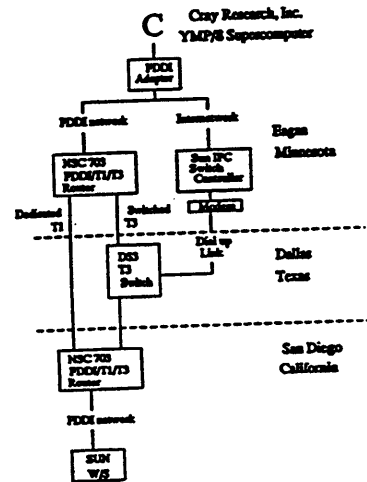 C
Cray Research, Inc.
YMP/8 Supercomputer
FDDI
Adapter
FDDI network
Internetwork
Eagan
Minnesota
NSC 703
FDDI/T1/T3
Router
Sun IPC
Switch
Controller
Modem
Dedicated
T1
Switched
T3
Dial up
Link
Dallas
Texas
DS3
T3
Switch
San Diego
California
NSC 703
FDDI/T1/T3
Router
FDDI network
SUN
W/S